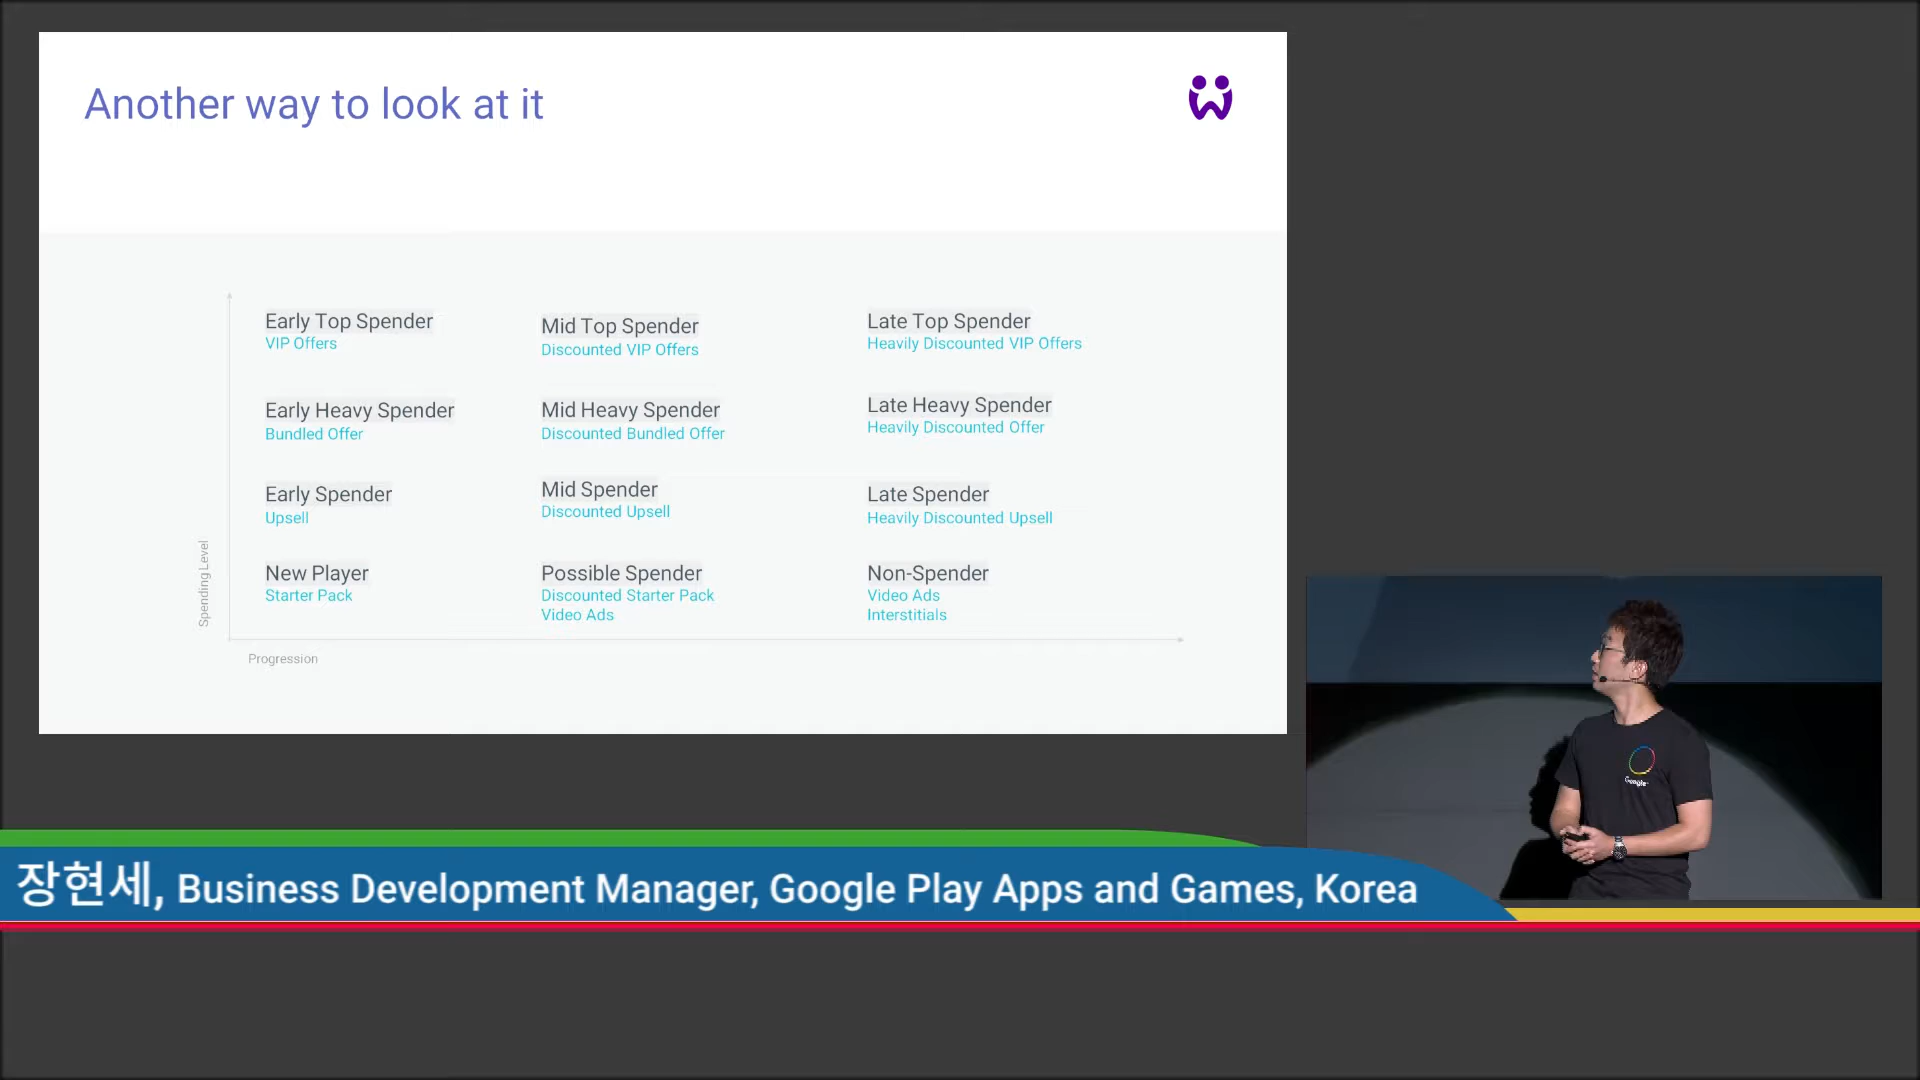 Another way to look at it
Early Top Spender
VIP Offers
Mid Top Spender
Discounted VIP Offers
Late Top Spender
Heavily Discounted VIP Offers
Early Heavy Spender
Bundled Offer
Mid Heavy Spender
Discounted Bundled Offer
Late Heavy Spender
Heavily Discounted Offer
Early Spender
Upsell
Mid Spender
Discounted Upsell
Late Spender
Heavily Discounted Upsell
New Player
Starter Pack
Possible Spender
Discounted Starter Pack
Video Ads
Non-Spender
Video Ads
Interstitials
Spending Level
Progression
Google
장현세, Business Development Manager, Google Play Apps and Games, Korea